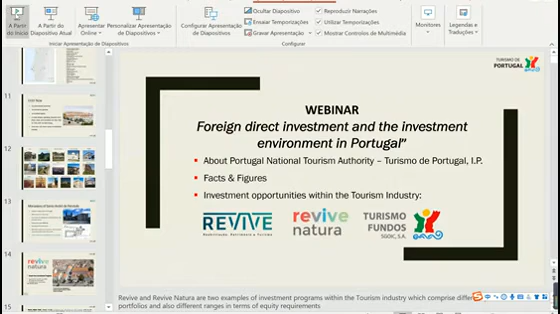 A Partir do Início
A Partir do Diapositivo Atual
Apresentar Online
Personalizar Apresentação de Diapositivos
Configurar Apresentação de Diapositivos
Ocultar Diapositivo
Ensaiar Temporizações
Gravar Apresentação
Reproduzir Narrações
Utilizar Temporizações
Mostrar Controlos de Multimédia
Monitores
Legendas e Traduções
Iniciar Apresentação de Diapositivos
Configurar
11
12
13
14
revive
natura
15
TURISMO DE
PORTUGAL
WEBINAR
Foreign direct investment and the investment
environment in Portugal”
About Portugal National Tourism Authority – Turismo de Portugal, I.P.
Facts & Figures
Investment opportunities within the Tourism Industry:
REVIVE
Reabilitação, Património e Turismo
revive
natura
TURISMO
FUNDOS
SGOIC, S.A.
Revive and Revive Natura are two examples of investment programs within the Tourism industry which comprise
portfolios and also different ranges in terms of equity requirements